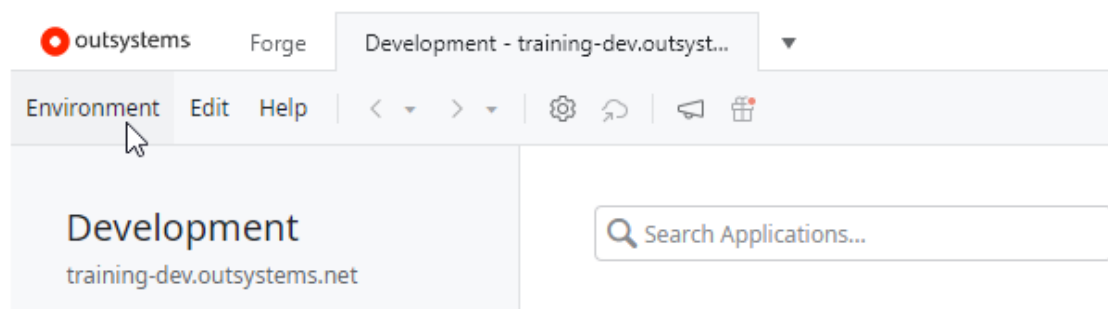 outsystems Forge Development - training-dev.outsyst...
Environment Edit Help
Development
training-dev.outsystems.net
Search Applications...